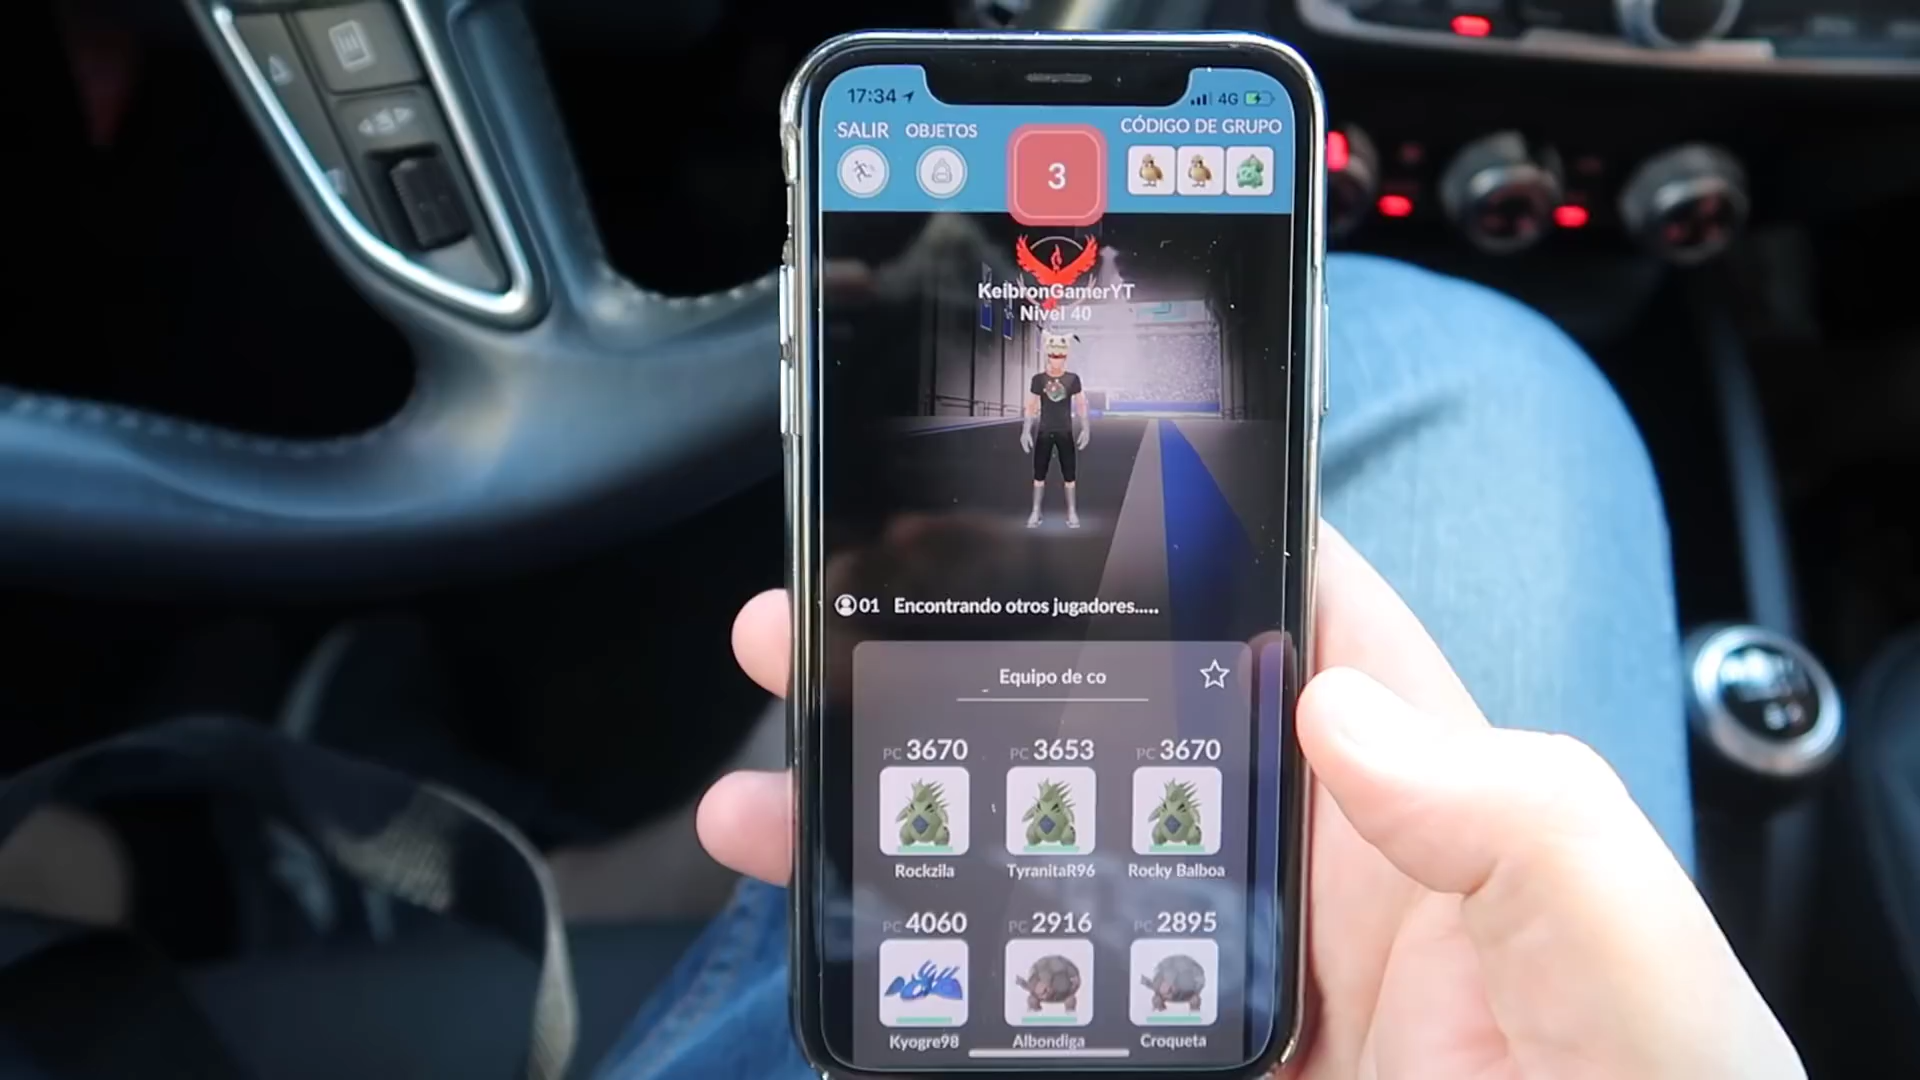 17:34
4G
SALIR OBJETOS
CÓDIGO DE GRUPO
3
KeibronGamerYT
Nivel 40
01 Encontrando otros jugadores.....
Equipo de co
PC 3670 PC 3653 PC 3670
Rockzila TyranitaR96 Rocky Balboa
PC 4060 PC 2916 PC 2895
Kyogre98 Albondiga Croqueta